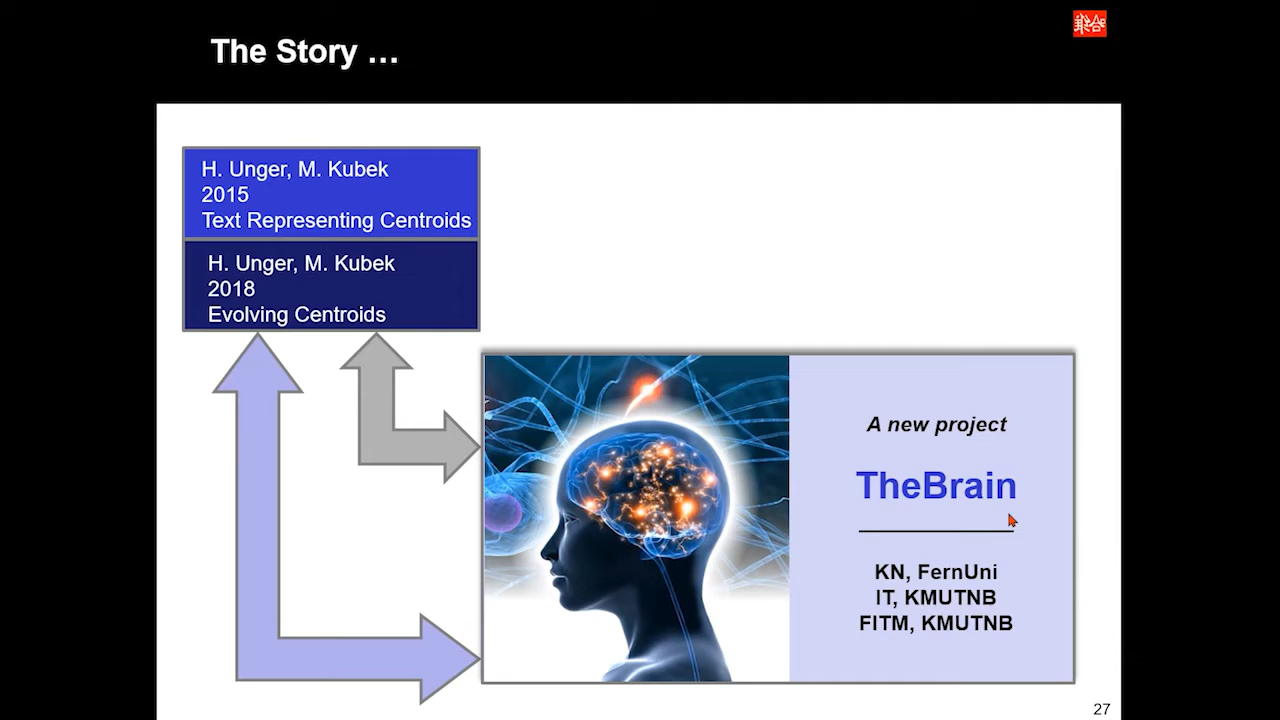 The Story …
H. Unger, M. Kubek
2015
Text Representing Centroids
H. Unger, M. Kubek
2018
Evolving Centroids
A new project
TheBrain
KN, FernUni
IT, KMUTNB
FITM, KMUTNB
27